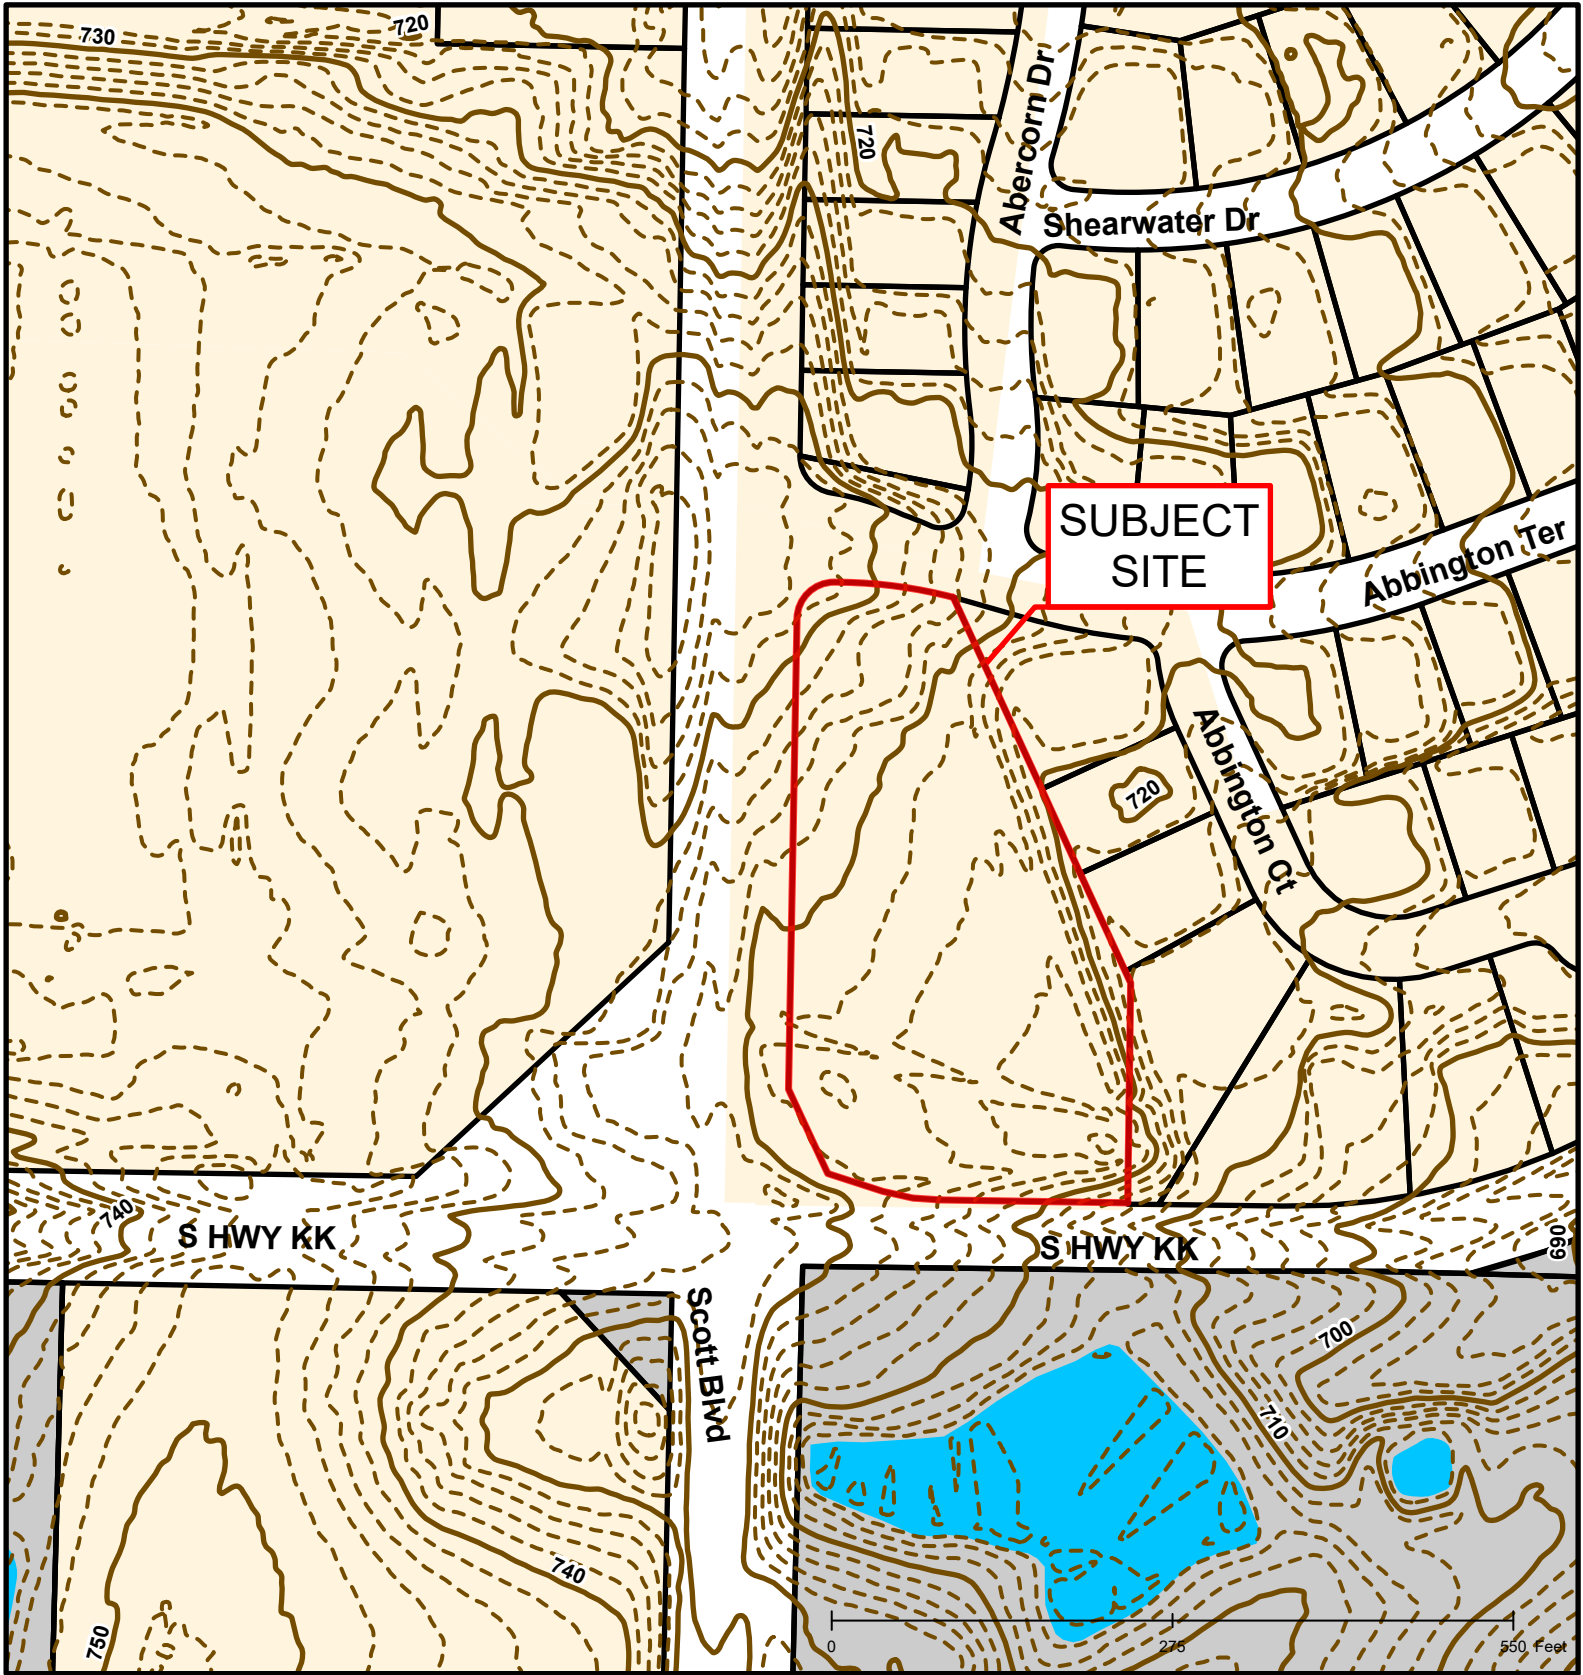 730
720
720
Abercorn Dr
Shearwater Dr
SUBJECT
SITE
Abbington Ter
Abbington Ct
720
740
S HWY KK
S HWY KK
690
Scott Blvd
700
710
740
750
0
275
550 Feet